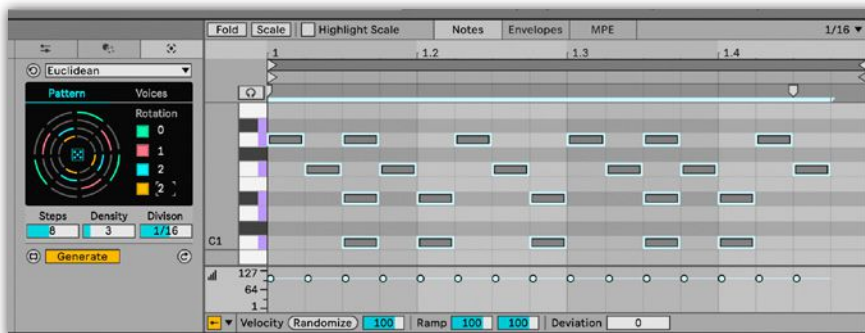 Fold Scale Highlight Scale Notes Envelopes MPE 1/16
1 1.2 1.3 1.4
Euclidean
Pattern Voices
Rotation
0
1
2
2
Steps Density Divison
8 3 1/16
C1
Generate
127
64
1
Velocity Randomize 100 Ramp 100 100 Deviation 0